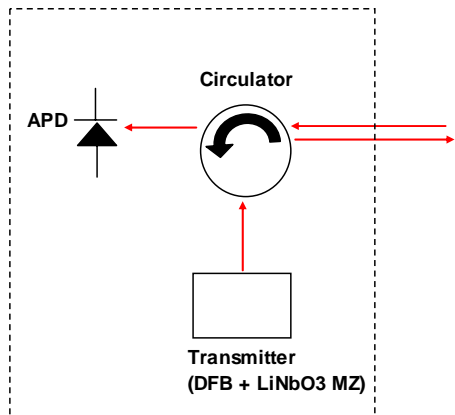 Circulator
APD
Transmitter
(DFB + LiNbO3 MZ)